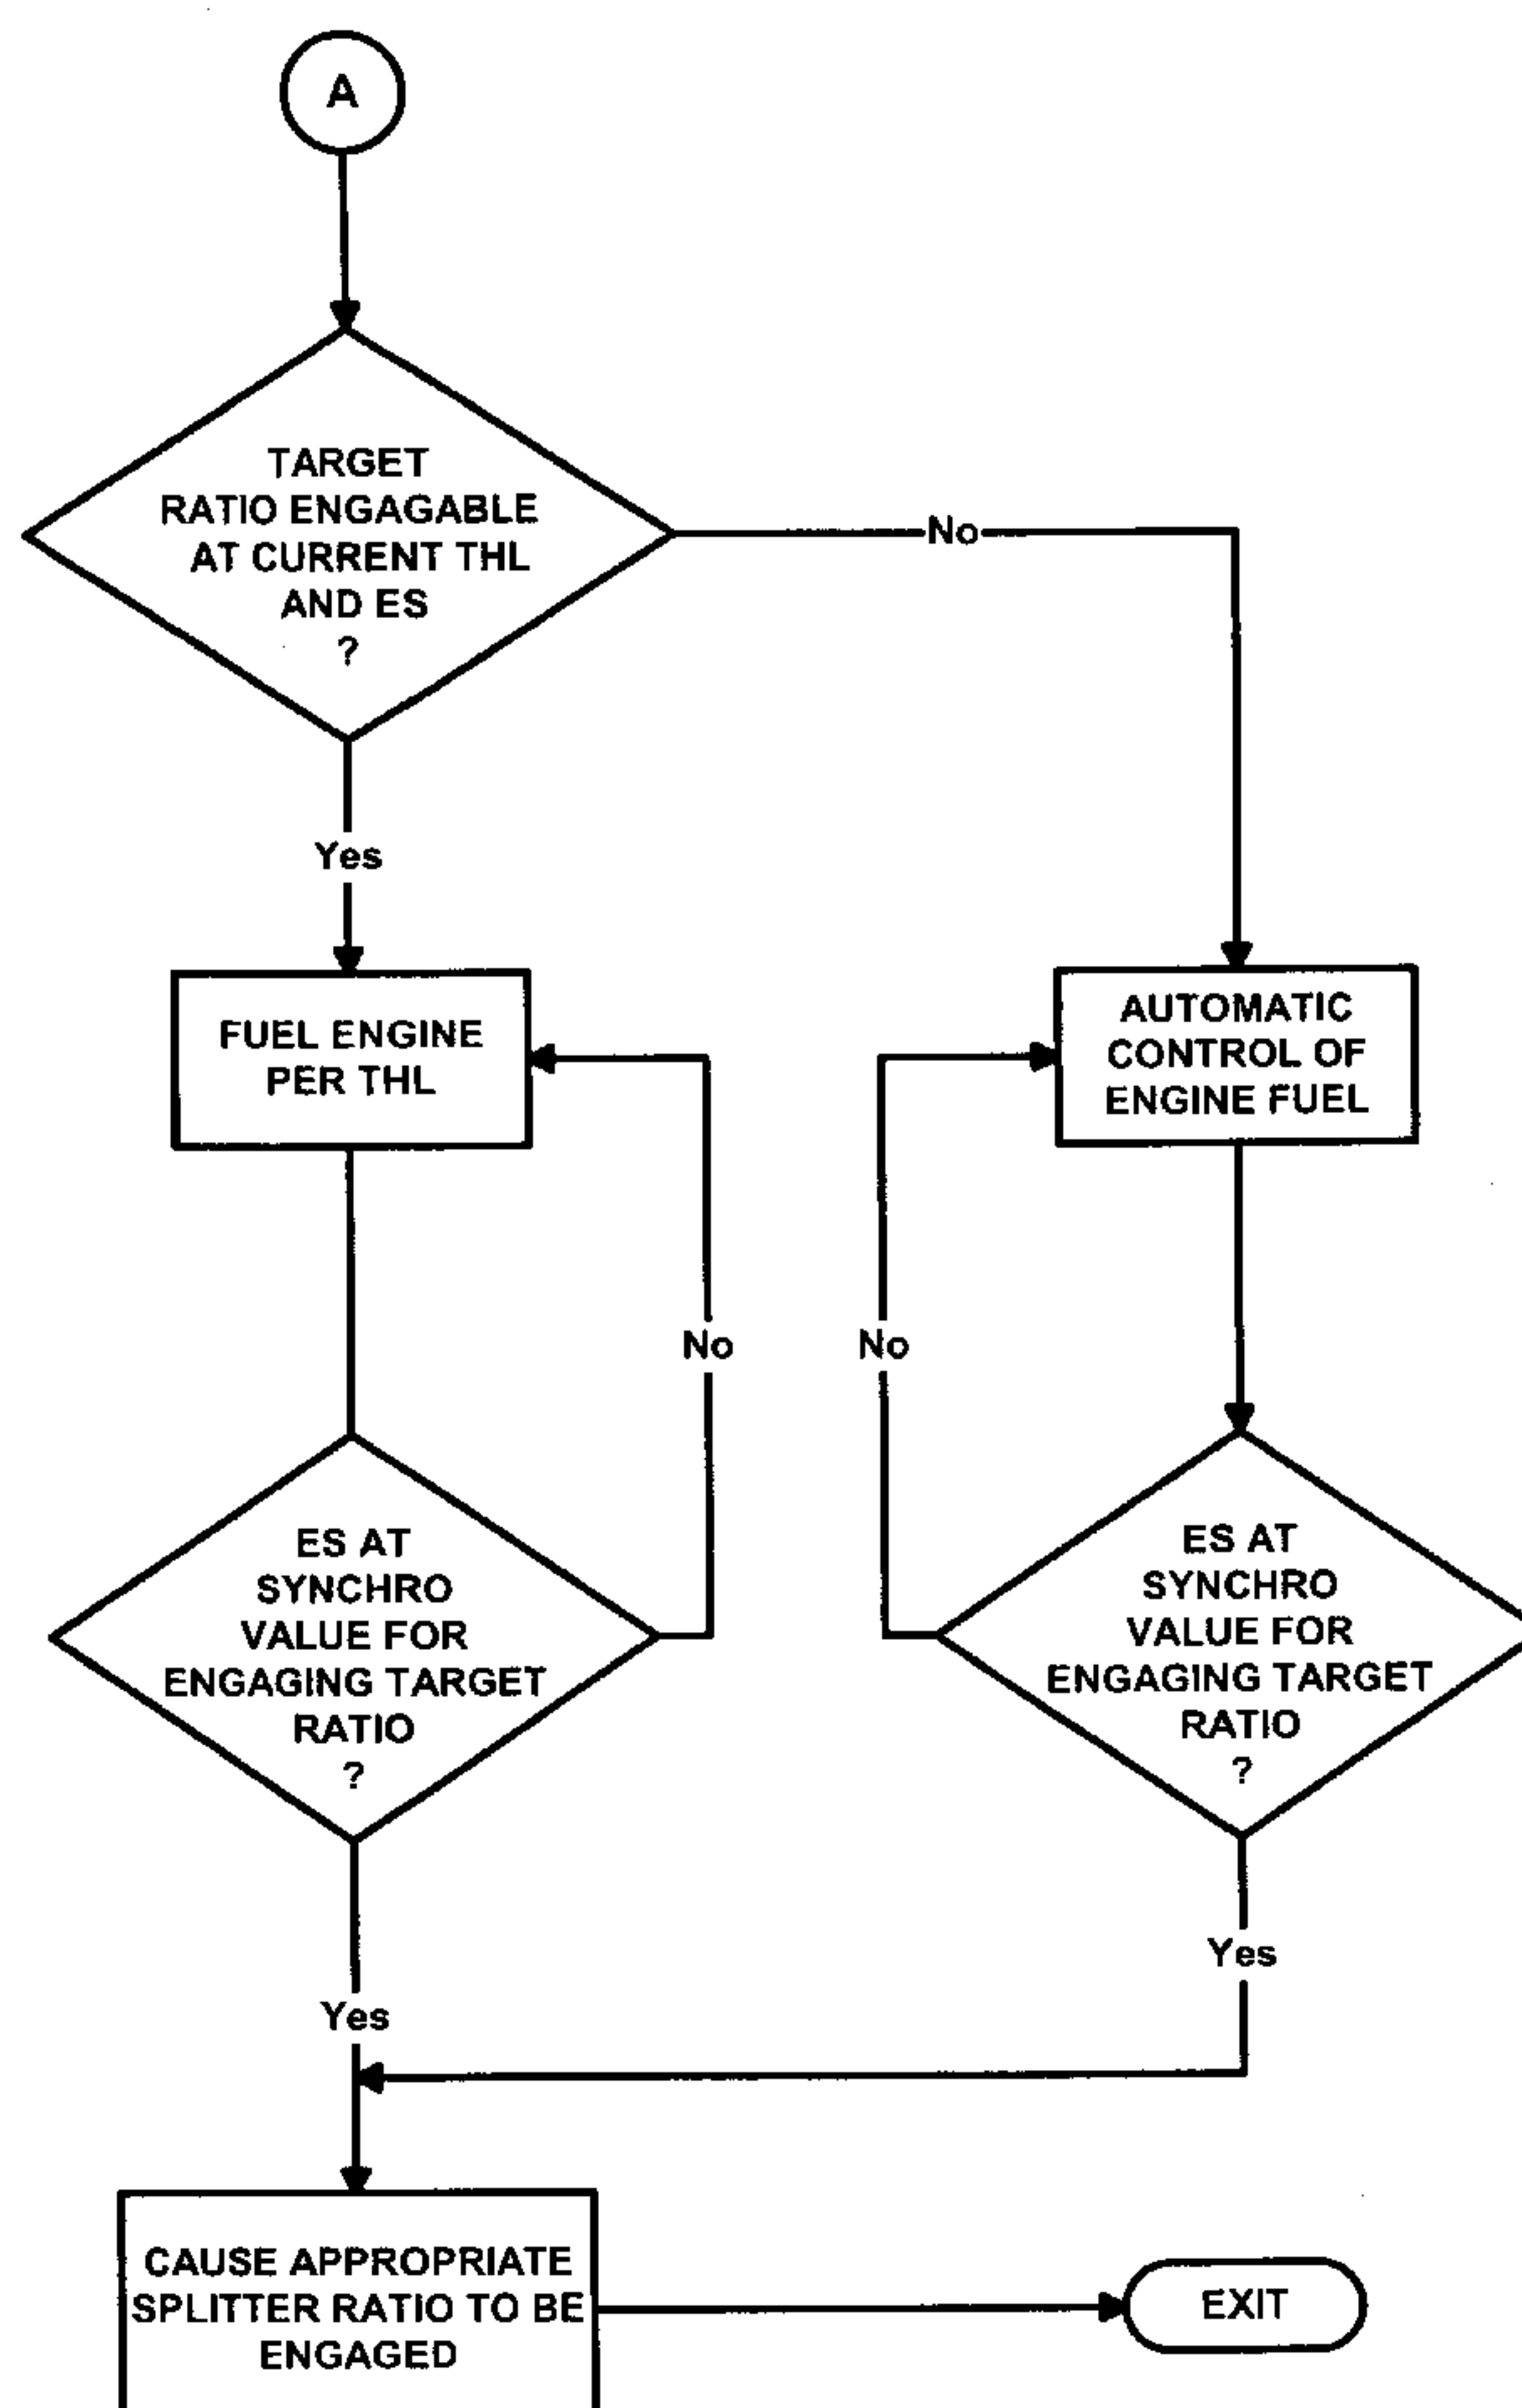 A
TARGET
RATIO ENGAGABLE
AT CURRENT THL
AND ES
?
No
Yes
FUEL ENGINE
PER THL
AUTOMATIC
CONTROL OF
ENGINE FUEL
No
No
ES AT
SYNCHRO
VALUE FOR
ENGAGING TARGET
RATIO
?
ES AT
SYNCHRO
VALUE FOR
ENGAGING TARGET
RATIO
?
Yes
Yes
CAUSE APPROPRIATE
SPLITTER RATIO TO BE
ENGAGED
EXIT